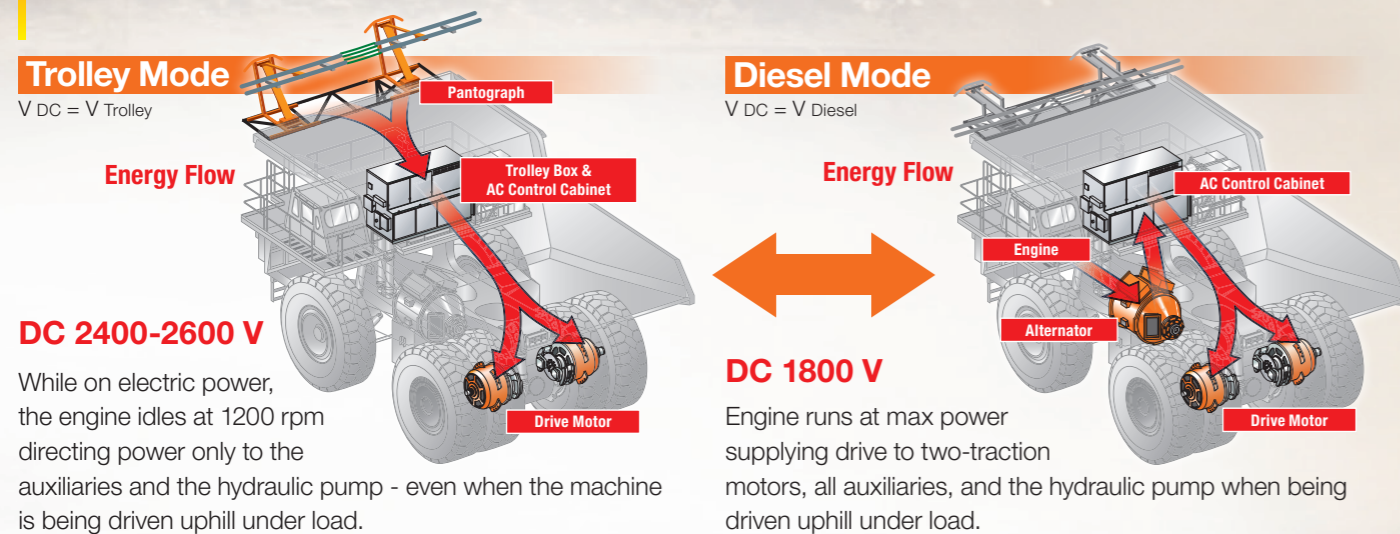 Trolley Mode
V DC = V Trolley
Energy Flow
Pantograph
Trolley Box &
AC Control Cabinet
Drive Motor
DC 2400-2600 V
While on electric power,
the engine idles at 1200 rpm
directing power only to the
auxiliaries and the hydraulic pump - even when the machine
is being driven uphill under load.
Diesel Mode
V DC = V Diesel
Energy Flow
AC Control Cabinet
Engine
Alternator
Drive Motor
DC 1800 V
Engine runs at max power
supplying drive to two-traction
motors, all auxiliaries, and the hydraulic pump when being
driven uphill under load.